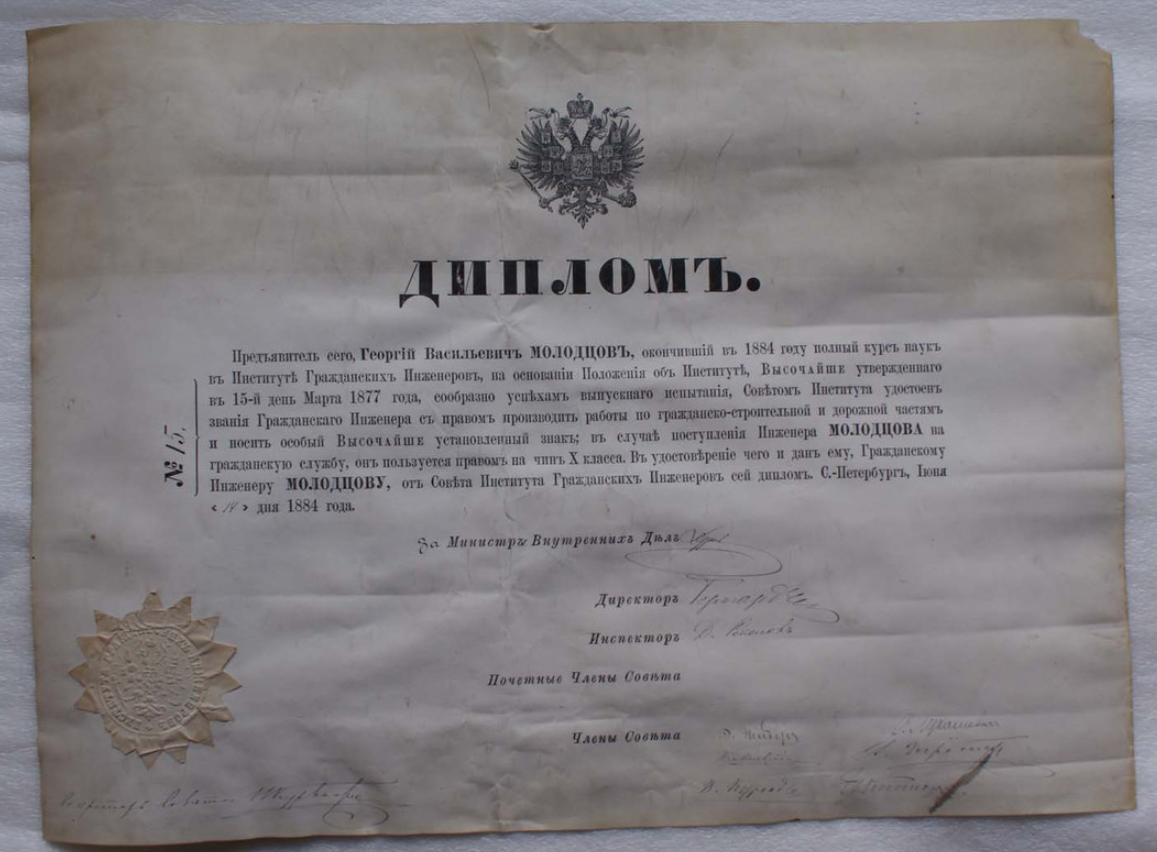 ДИПЛОМЪ.
Предъявитель сего, Георгій Васильевичъ МОЛОДЦОВЪ, окончившій въ 1884 году полный курсъ наукъ
въ Институтѣ Гражданскихъ Инженеровъ, на основаніи Положенія объ Институтѣ, Высочайше утвержденнаго
въ 15-й день Марта 1877 года, сообразно успѣхамъ выпускнаго испытанія, Совѣтомъ Института удостоенъ
званія Гражданскаго Инженера съ правомъ производить работы по гражданско-строительной и дорожной частямъ
и носить особый Высочайше установленный знакъ; въ случаѣ поступленія Инженера МОЛОДЦОВА на
гражданскую службу, онъ пользуется правомъ на чинъ X класса. Въ удостовѣреніе чего и данъ ему, Гражданскому
Инженеру МОЛОДЦОВУ, отъ Совѣта Института Гражданскихъ Инженеровъ сей дипломъ. С.-Петербургъ, Іюня
« 14 » дня 1884 года.
№ 15.
За Министръ Внутреннихъ Дѣлъ
Директоръ
Инспекторъ
Почетные Члены Совѣта
Члены Совѣта
Секретарь Совѣта